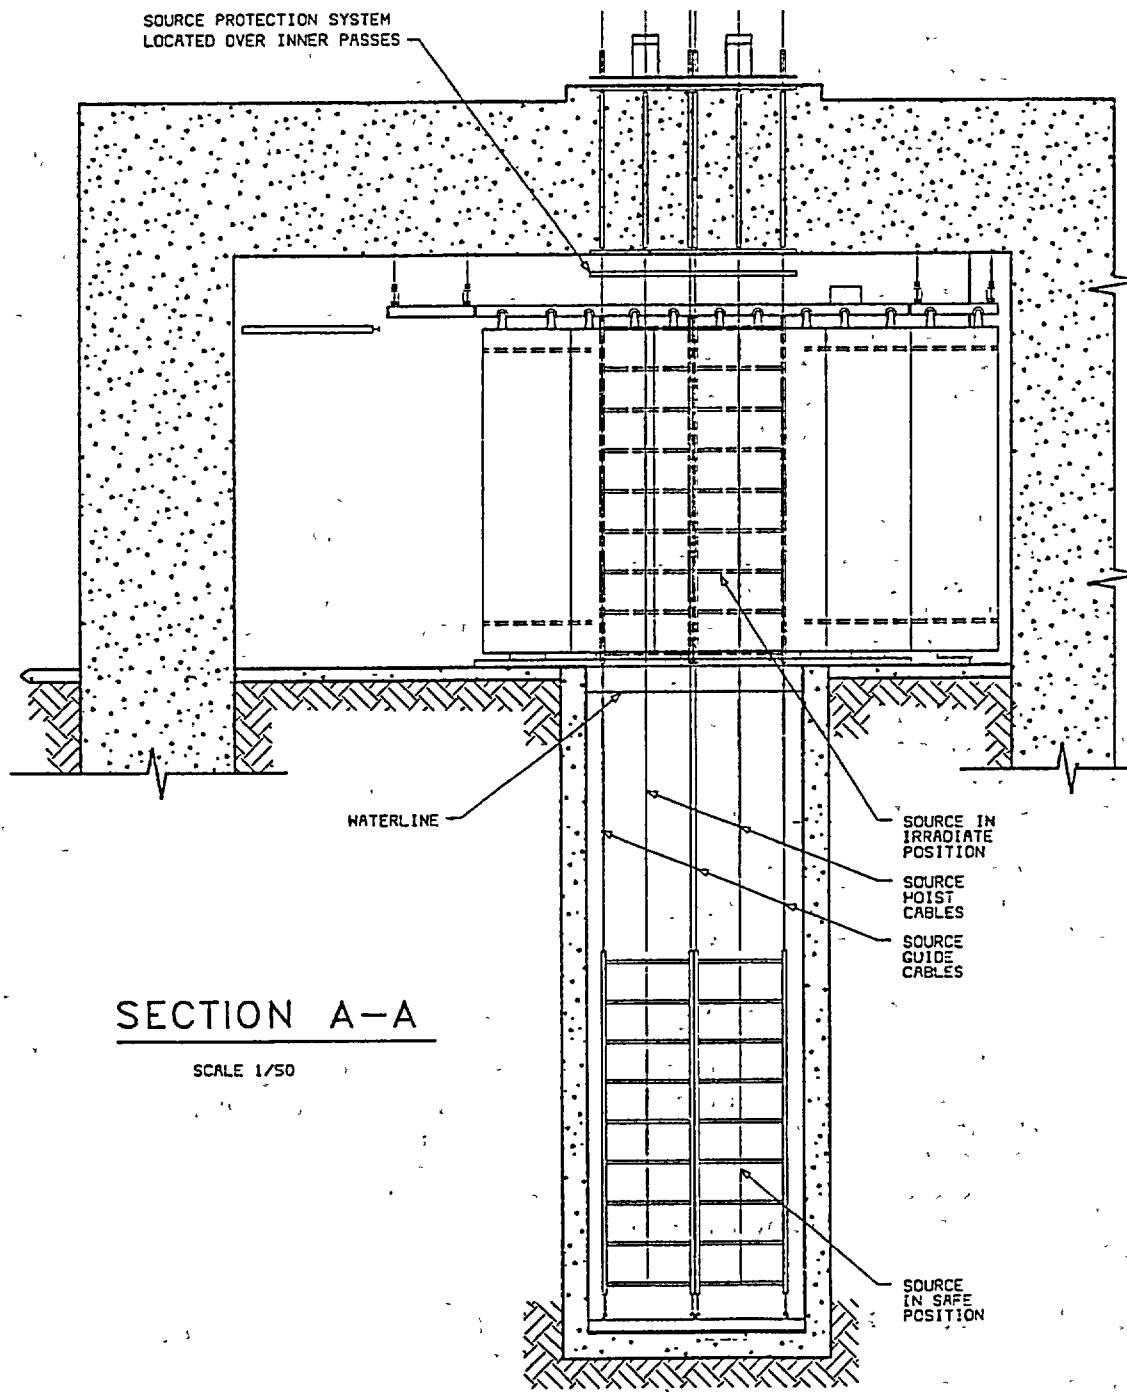 SOURCE PROTECTION SYSTEM
LOCATED OVER INNER PASSES
WATERLINE
SOURCE IN
IRRADIATE
POSITION
SOURCE
HOIST
CABLES
SOURCE
GUIDE
CABLES
SECTION A-A
SCALE 1/50
SOURCE
IN SAFE
POSITION